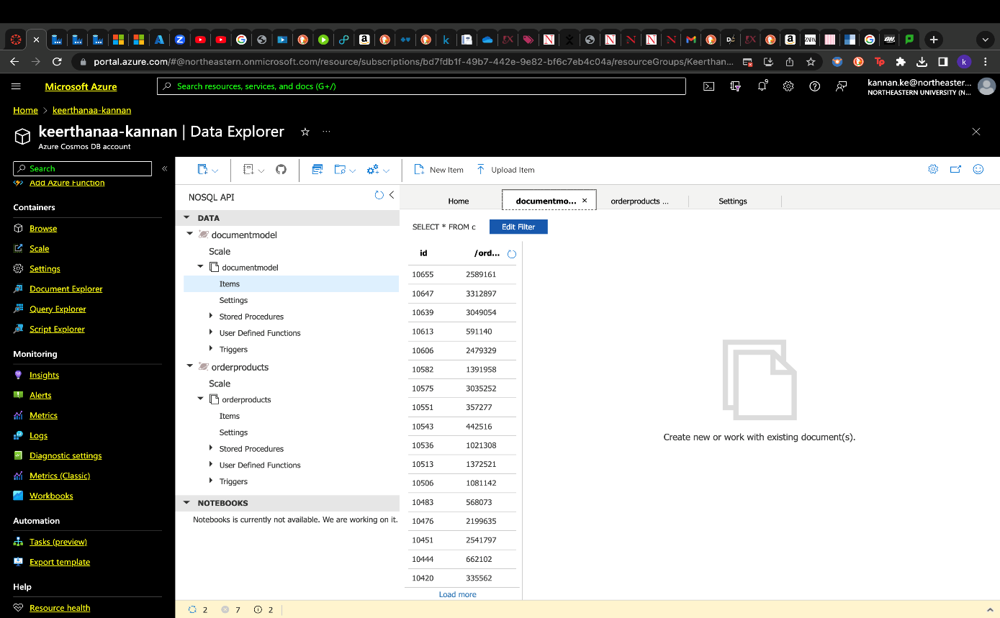 portal.azure.com/#@northeastern.onmicrosoft.com/resource/subscriptions/bd7fdb1f-49b7-442e-9e82-bf6c7eb4c04a/resourceGroups/Keerthan...
Microsoft Azure
Search resources, services, and docs (G+/)
kannan.ke@northeaster...
NORTHEASTERN UNIVERSITY (N...
Home > keerthanaa-kannan
keerthanaa-kannan | Data Explorer
Azure Cosmos DB account
Search
Add Azure Function
Containers
Browse
Scale
Settings
Document Explorer
Query Explorer
Script Explorer
Monitoring
Insights
Alerts
Metrics
Logs
Diagnostic settings
Metrics (Classic)
Workbooks
Automation
Tasks (preview)
Export template
Help
Resource health
New Item
Upload Item
NOSQL API
DATA
documentmodel
Scale
documentmodel
Items
Settings
Stored Procedures
User Defined Functions
Triggers
orderproducts
Scale
orderproducts
Items
Settings
Stored Procedures
User Defined Functions
Triggers
NOTEBOOKS
Notebooks is currently not available. We are working on it.
Home documentmo... orderproducts ... Settings
SELECT * FROM c Edit Filter
id /ord...
10655 2589161
10647 3312897
10639 3049054
10613 591140
10606 2479329
10582 1391958
10575 3035252
10551 357277
10543 442516
10536 1021308
10513 1372521
10506 1081142
10483 568073
10476 2199635
10451 2541797
10444 662102
10420 335562
Load more
Create new or work with existing document(s).
2 7 2